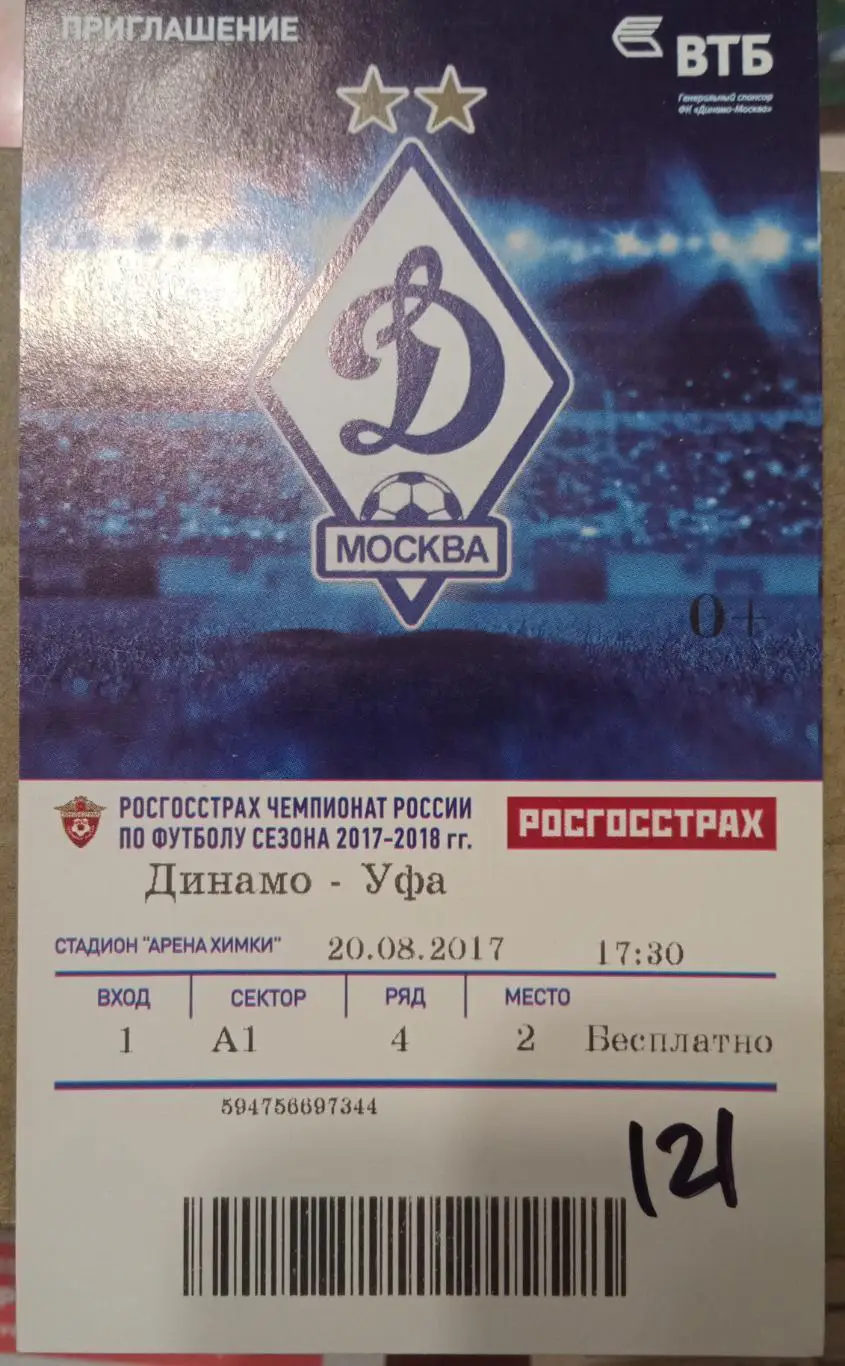 ПРИГЛАШЕНИЕ
ВТБ
Генеральный спонсор
ФК «Динамо-Москва»
Д
МОСКВА
0+
РОСГОССТРАХ ЧЕМПИОНАТ РОССИИ
ПО ФУТБОЛУ СЕЗОНА 2017-2018 гг.
РОСГОССТРАХ
Динамо - Уфа
СТАДИОН "АРЕНА ХИМКИ" 20.08.2017 17:30
ВХОД СЕКТОР РЯД МЕСТО
1 А1 4 2 Бесплатно
594756697344
121